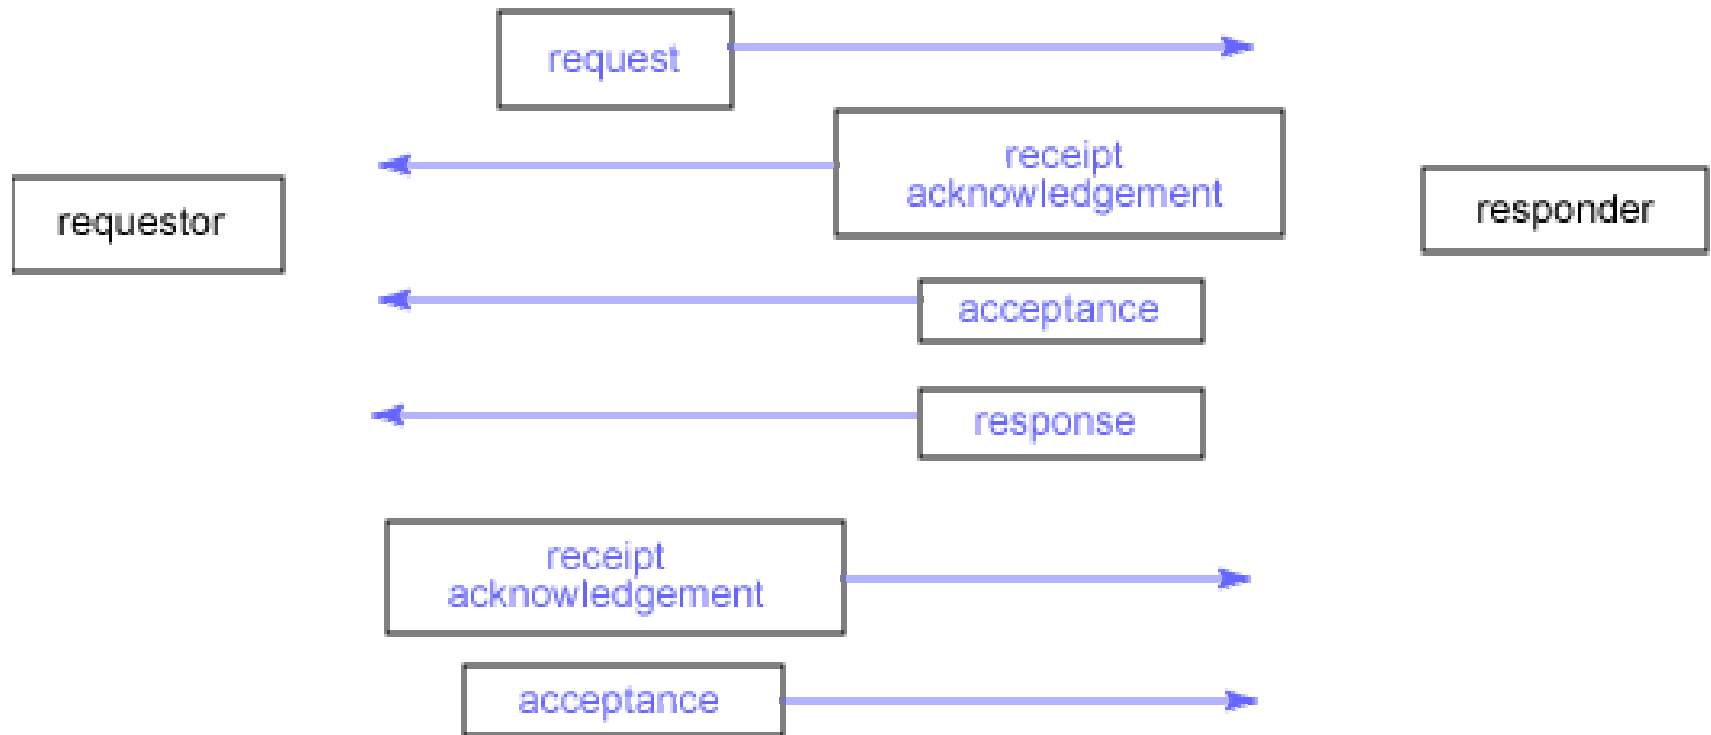 request
receipt
acknowledgement
requestor
responder
acceptance
response
receipt
acknowledgement
acceptance